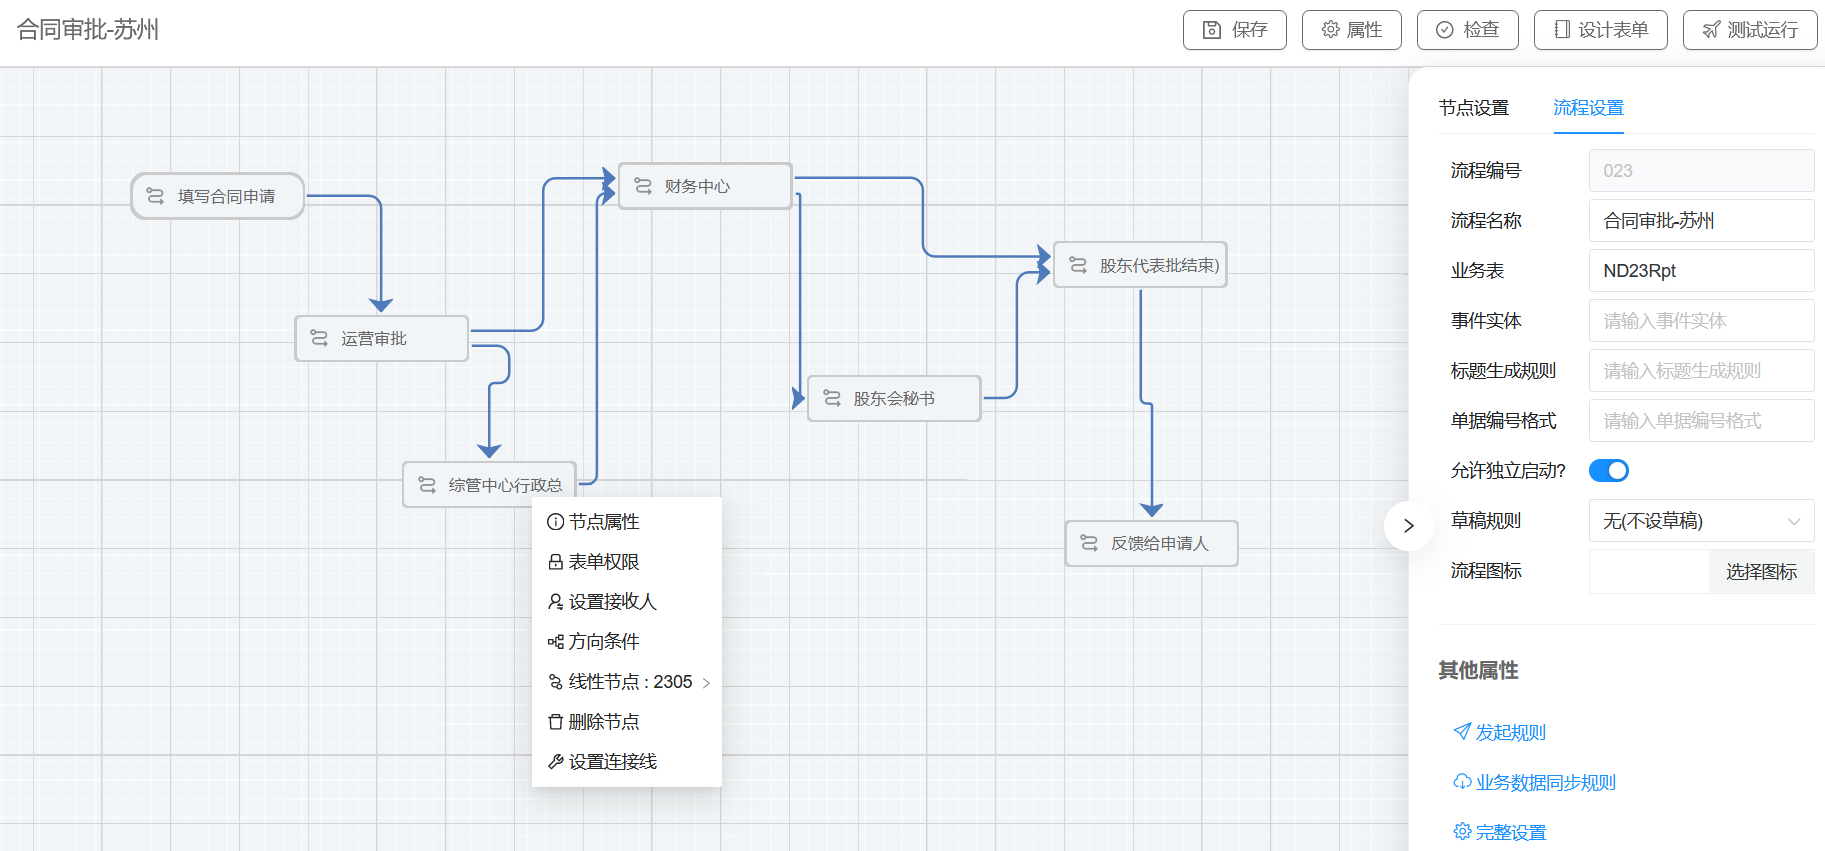 合同审批-苏州
保存
属性
检查
设计表单
测试运行
填写合同申请
运营审批
综管中心行政总
财务中心
股东会秘书
股东代表批结束)
反馈给申请人
节点属性
表单权限
设置接收人
方向条件
线性节点 : 2305
删除节点
设置连接线
节点设置
流程设置
流程编号
023
流程名称
合同审批-苏州
业务表
ND23Rpt
事件实体
请输入事件实体
标题生成规则
请输入标题生成规则
单据编号格式
请输入单据编号格式
允许独立启动?
草稿规则
无(不设草稿)
流程图标
选择图标
其他属性
发起规则
业务数据同步规则
完整设置